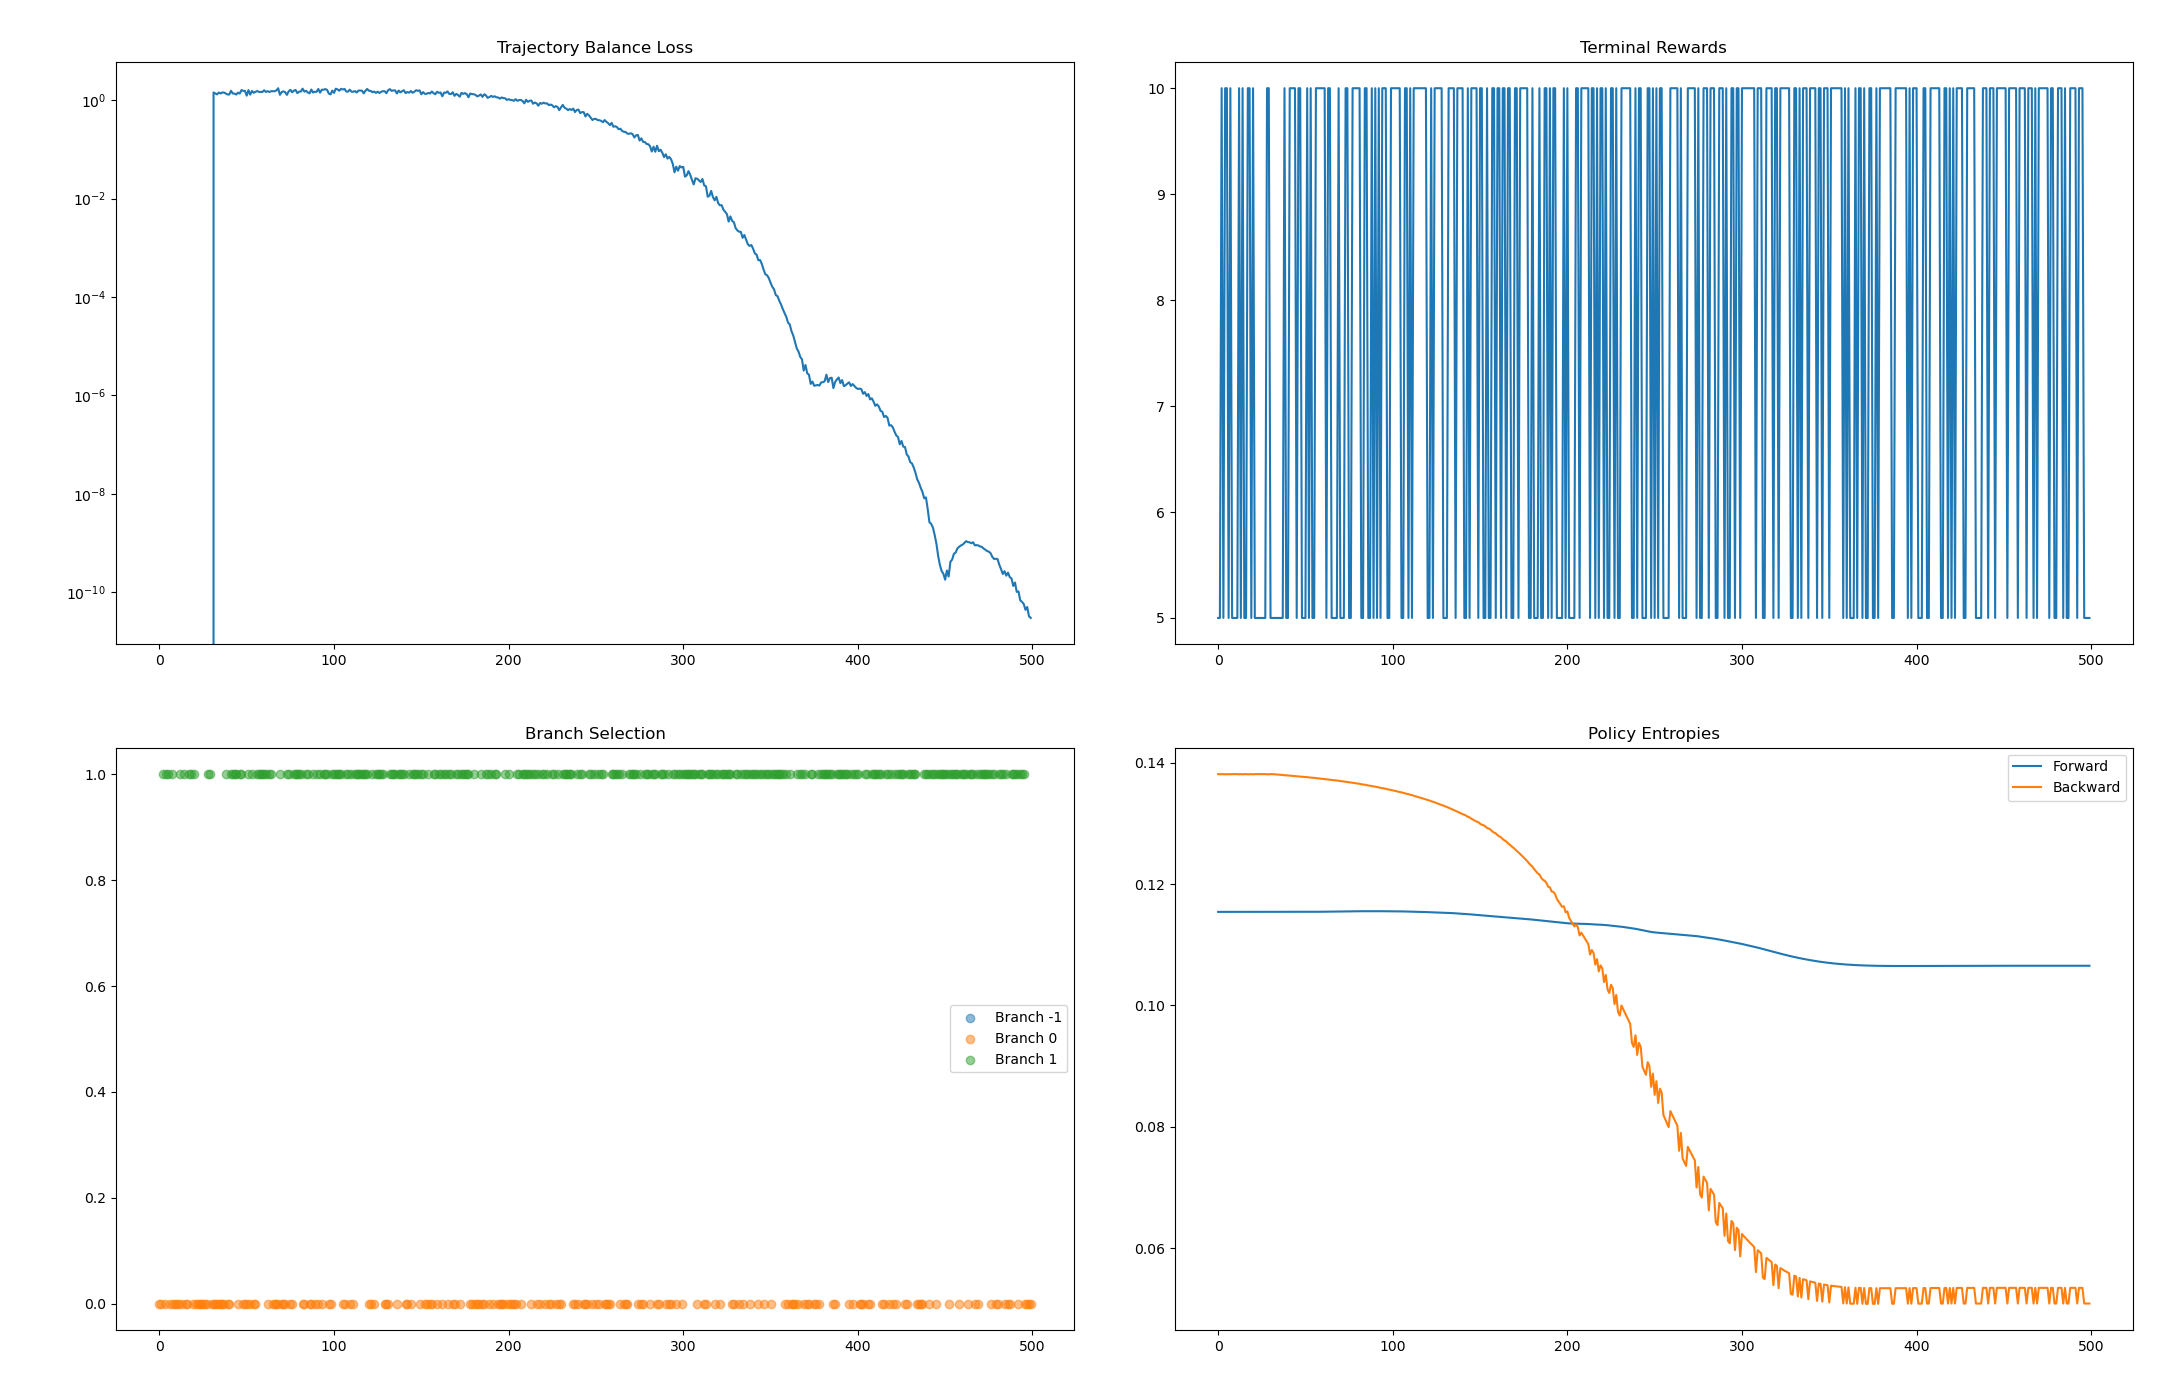 Trajectory Balance Loss
10⁰
10⁻²
10⁻⁴
10⁻⁶
10⁻⁸
10⁻¹⁰
0 100 200 300 400 500
Terminal Rewards
10
9
8
7
6
5
0 100 200 300 400 500
Branch Selection
1.0
0.8
0.6
0.4
0.2
0.0
Branch -1
Branch 0
Branch 1
0 100 200 300 400 500
Policy Entropies
0.14
0.12
0.10
0.08
0.06
Forward
Backward
0 100 200 300 400 500